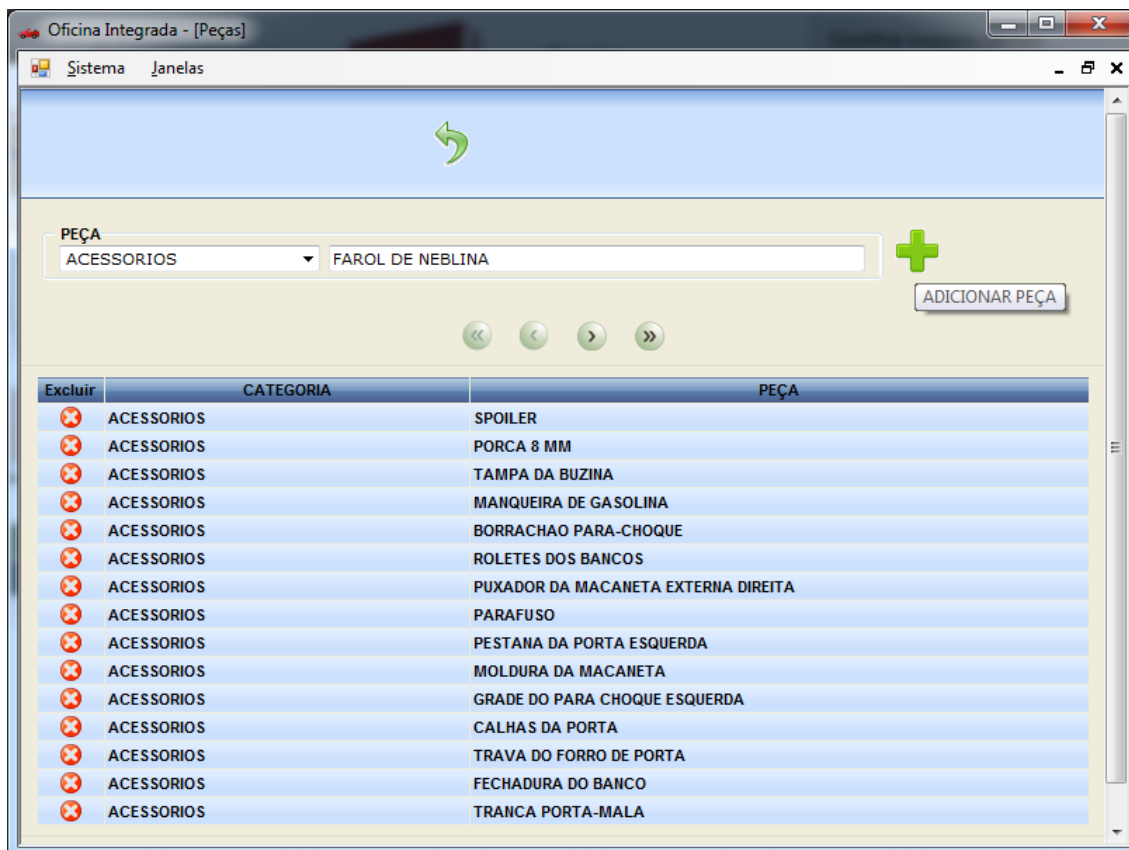 Oficina Integrada - [Peças]
Sistema Janelas
PEÇA
ACESSORIOS FAROL DE NEBLINA
ADICIONAR PEÇA
Excluir CATEGORIA PEÇA
ACESSORIOS SPOILER
ACESSORIOS PORCA 8 MM
ACESSORIOS TAMPA DA BUZINA
ACESSORIOS MANQUEIRA DE GASOLINA
ACESSORIOS BORRACHAO PARA-CHOQUE
ACESSORIOS ROLETES DOS BANCOS
ACESSORIOS PUXADOR DA MACANETA EXTERNA DIREITA
ACESSORIOS PARAFUSO
ACESSORIOS PESTANA DA PORTA ESQUERDA
ACESSORIOS MOLDURA DA MACANETA
ACESSORIOS GRADE DO PARA CHOQUE ESQUERDA
ACESSORIOS CALHAS DA PORTA
ACESSORIOS TRAVA DO FORRO DE PORTA
ACESSORIOS FECHADURA DO BANCO
ACESSORIOS TRANCA PORTA-MALA